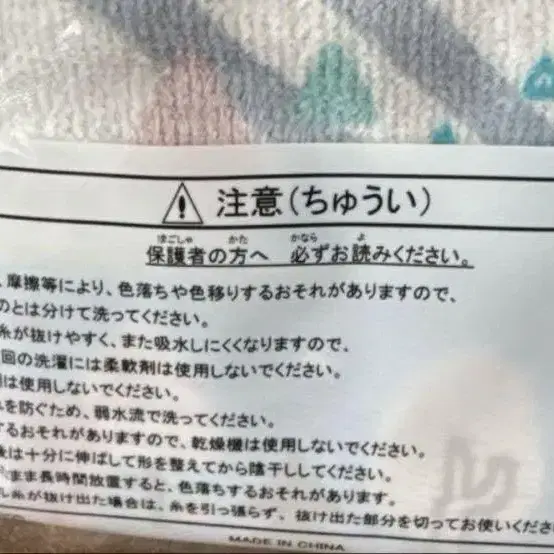 注意(ちゅうい)
保護者の方へ 必ずお読みください。
ほごしゃ かた かなら よ
、摩擦等により、色落ちや色移りするおそれがありますので、
のとは分けて洗ってください。
糸が抜けやすく、また吸水しにくくなりますので、
回の洗濯には柔軟剤は使用しないでください。
は使用しないでください。
を防ぐため、弱水流で洗ってください。
するおそれがありますので、乾燥機は使用しないでください。
後は十分に伸ばして形を整えてから陰干ししてください。
まま長時間放置すると、色落ちするおそれがあります。
し糸が抜け出た場合は、糸を引っ張らず、抜け出た部分を切ってお使いくださ
MADE IN CHINA